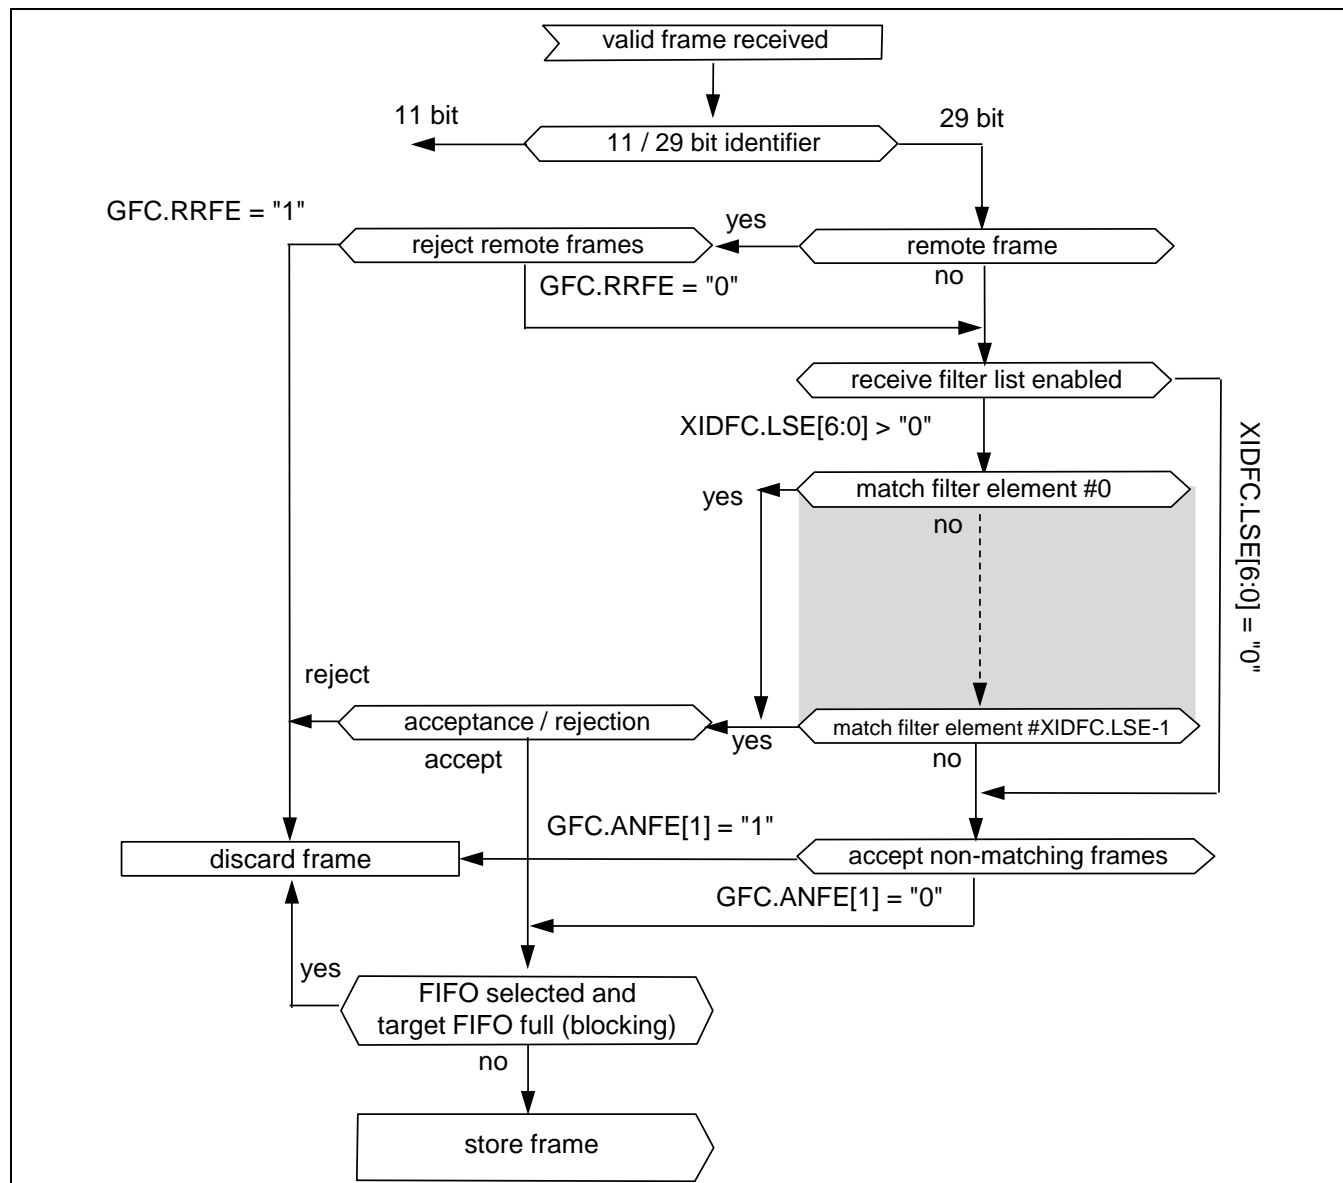 valid frame received
11 bit
29 bit
11 / 29 bit identifier
GFC.RRFE = "1"
yes
reject remote frames
remote frame
no
GFC.RRFE = "0"
receive filter list enabled
XIDFC.LSE[6:0] > "0"
XIDFC.LSE[6:0] = "0"
yes
match filter element #0
no
reject
acceptance / rejection
yes
match filter element #XIDFC.LSE-1
accept
no
GFC.ANFE[1] = "1"
discard frame
accept non-matching frames
GFC.ANFE[1] = "0"
yes
FIFO selected and
target FIFO full (blocking)
no
store frame